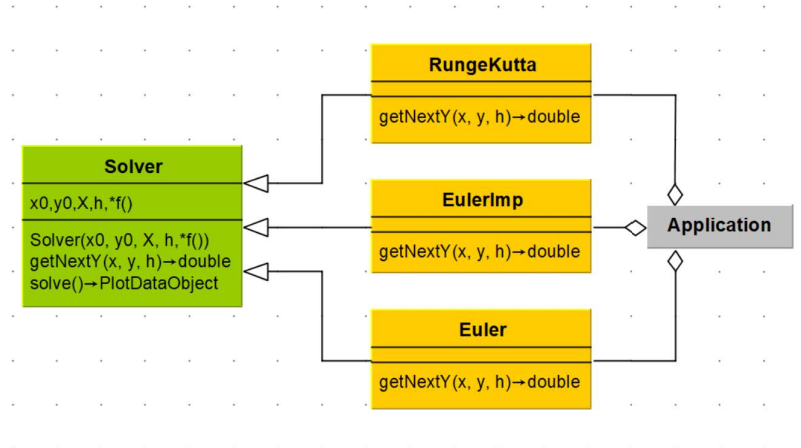 RungeKutta
getNextY(x, y, h)→double
Solver
x0,y0,X,h,*f()
Solver(x0, y0, X, h,*f())
getNextY(x, y, h)→double
solve()→PlotDataObject
EulerImp
getNextY(x, y, h)→double
Application
Euler
getNextY(x, y, h)→double